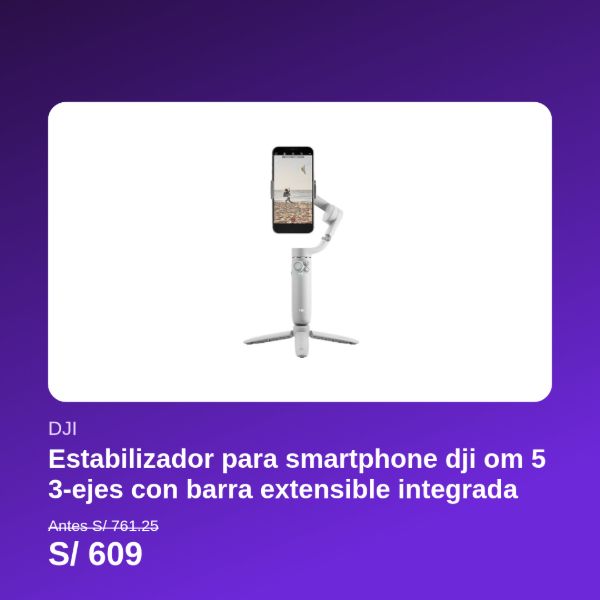 DJI
Estabilizador para smartphone dji om 5
3-ejes con barra extensible integrada
Antes S/ 761.25
S/ 609